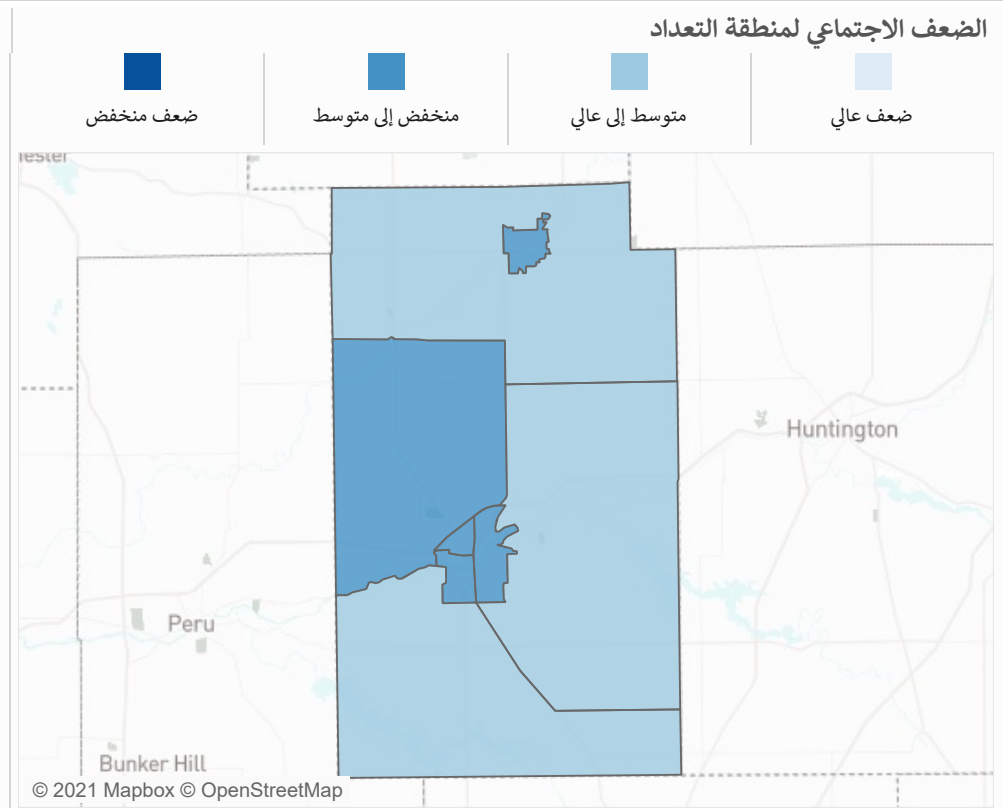 الضعف الاجتماعي لمنطقة التعداد
ضعف عالي
متوسط إلى عالي
منخفض إلى متوسط
ضعف منخفض
Huntington
Peru
Bunker Hill
© 2021 Mapbox © OpenStreetMap